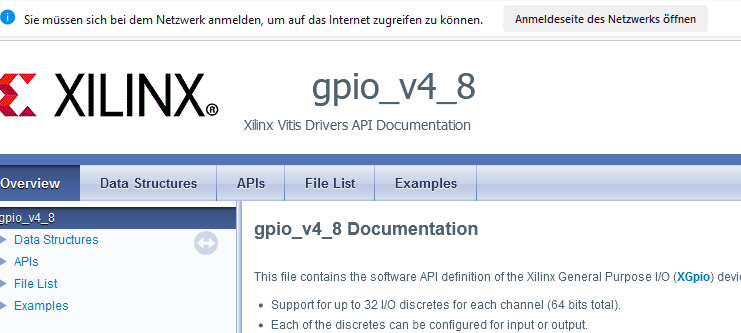 Sie müssen sich bei dem Netzwerk anmelden, um auf das Internet zugreifen zu können. Anmeldeseite des Netzwerks öffnen
XILINX®
gpio_v4_8
Xilinx Vitis Drivers API Documentation
Overview Data Structures APIs File List Examples
gpio_v4_8
Data Structures
APIs
File List
Examples
gpio_v4_8 Documentation
This file contains the software API definition of the Xilinx General Purpose I/O (XGpio) devi
Support for up to 32 I/O discretes for each channel (64 bits total).
Each of the discretes can be configured for input or output.